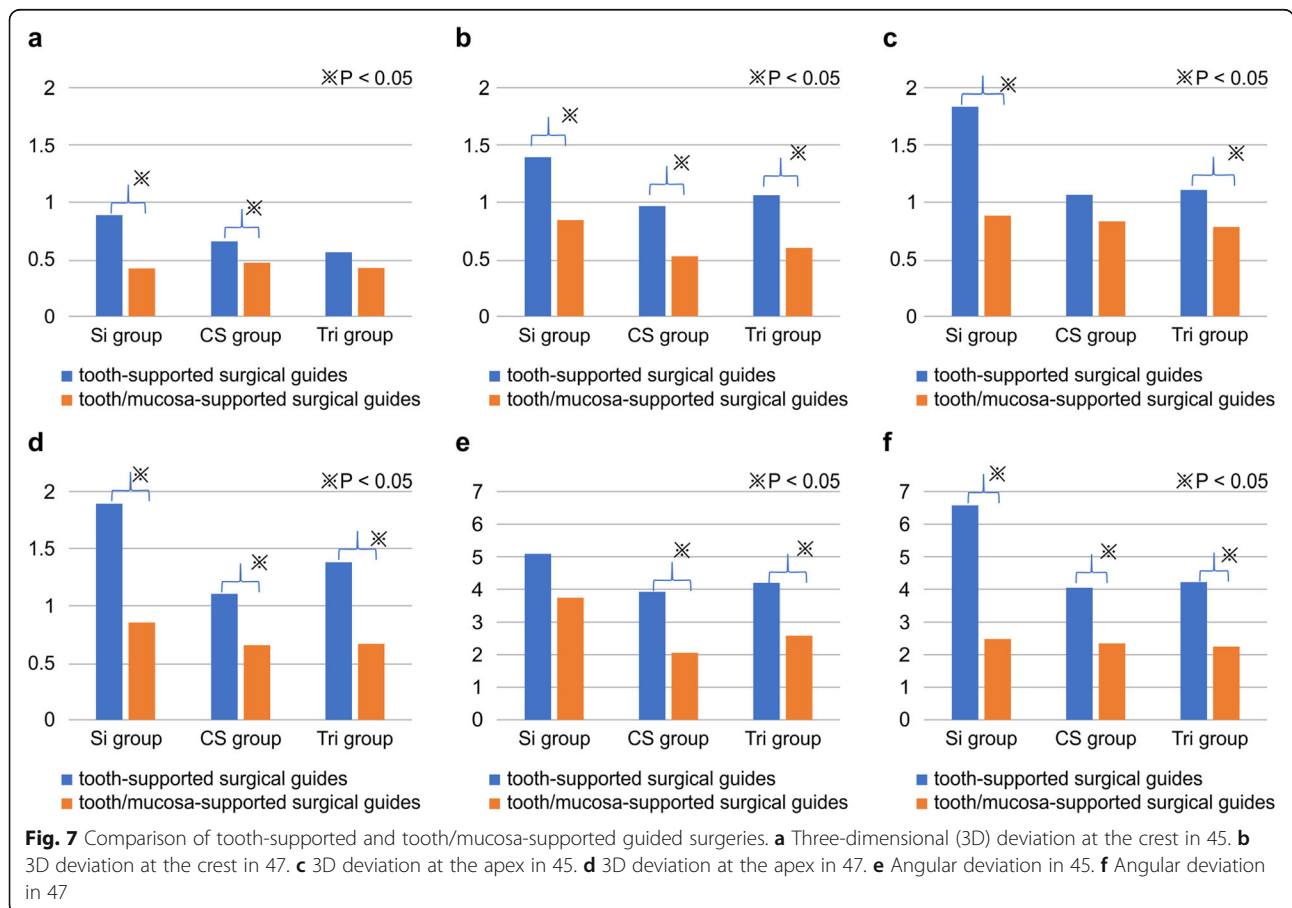 a
※P < 0.05
2
1.5
1
0.5
0
※
※
Si group CS group Tri group
tooth-supported surgical guides
tooth/mucosa-supported surgical guides
b
※P < 0.05
2
1.5
1
0.5
0
※
※
※
Si group CS group Tri group
tooth-supported surgical guides
tooth/mucosa-supported surgical guides
c
※P < 0.05
2
1.5
1
0.5
0
※
※
Si group CS group Tri group
tooth-supported surgical guides
tooth/mucosa-supported surgical guides
d
※P < 0.05
2
1.5
1
0.5
0
※
※
※
Si group CS group Tri group
tooth-supported surgical guides
tooth/mucosa-supported surgical guides
e
※P < 0.05
7
6
5
4
3
2
1
0
※
※
Si group CS group Tri group
tooth-supported surgical guides
tooth/mucosa-supported surgical guides
f
※P < 0.05
7
6
5
4
3
2
1
0
※
※
※
Si group CS group Tri group
tooth-supported surgical guides
tooth/mucosa-supported surgical guides
Fig. 7 Comparison of tooth-supported and tooth/mucosa-supported guided surgeries. a Three-dimensional (3D) deviation at the crest in 45. b
3D deviation at the crest in 47. c 3D deviation at the apex in 45. d 3D deviation at the apex in 47. e Angular deviation in 45. f Angular deviation
in 47